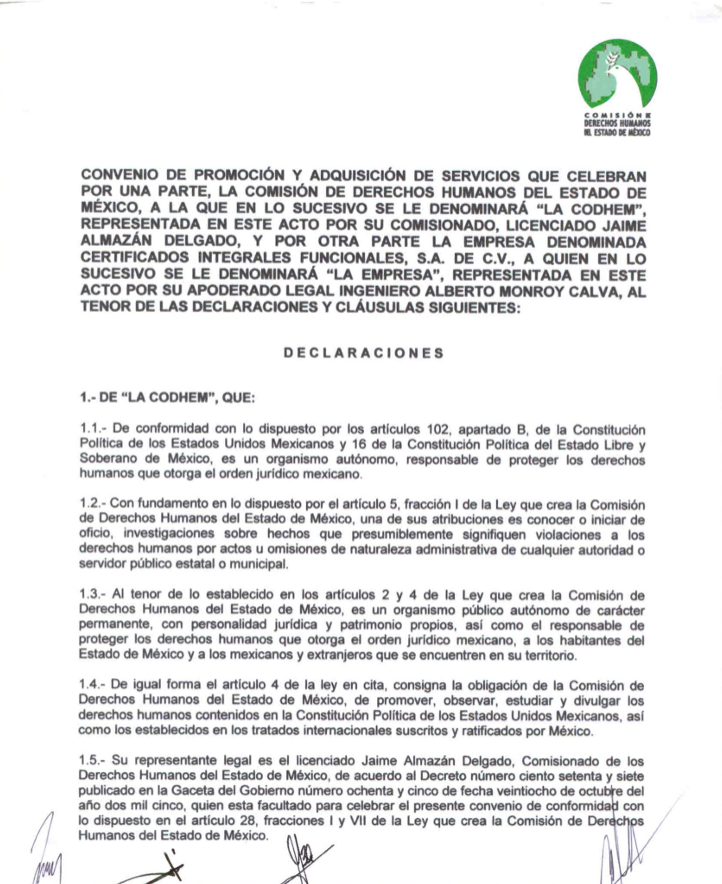 COMISIÓN DE
DERECHOS HUMANOS
DEL ESTADO DE MÉXICO
CONVENIO DE PROMOCIÓN Y ADQUISICIÓN DE SERVICIOS QUE CELEBRAN
POR UNA PARTE, LA COMISIÓN DE DERECHOS HUMANOS DEL ESTADO DE
MÉXICO, A LA QUE EN LO SUCESIVO SE LE DENOMINARÁ “LA CODHEM”,
REPRESENTADA EN ESTE ACTO POR SU COMISIONADO, LICENCIADO JAIME
ALMAZÁN DELGADO, Y POR OTRA PARTE LA EMPRESA DENOMINADA
CERTIFICADOS INTEGRALES FUNCIONALES, S.A. DE C.V., A QUIEN EN LO
SUCESIVO SE LE DENOMINARÁ “LA EMPRESA”, REPRESENTADA EN ESTE
ACTO POR SU APODERADO LEGAL INGENIERO ALBERTO MONROY CALVA, AL
TENOR DE LAS DECLARACIONES Y CLÁUSULAS SIGUIENTES:
DECLARACIONES
1.- DE “LA CODHEM”, QUE:
1.1.- De conformidad con lo dispuesto por los artículos 102, apartado B, de la Constitución
Política de los Estados Unidos Mexicanos y 16 de la Constitución Política del Estado Libre y
Soberano de México, es un organismo autónomo, responsable de proteger los derechos
humanos que otorga el orden jurídico mexicano.
1.2.- Con fundamento en lo dispuesto por el artículo 5, fracción I de la Ley que crea la Comisión
de Derechos Humanos del Estado de México, una de sus atribuciones es conocer o iniciar de
oficio, investigaciones sobre hechos que presumiblemente signifiquen violaciones a los
derechos humanos por actos u omisiones de naturaleza administrativa de cualquier autoridad o
servidor público estatal o municipal.
1.3.- Al tenor de lo establecido en los artículos 2 y 4 de la Ley que crea la Comisión de
Derechos Humanos del Estado de México, es un organismo público autónomo de carácter
permanente, con personalidad jurídica y patrimonio propios, así como el responsable de
proteger los derechos humanos que otorga el orden jurídico mexicano, a los habitantes del
Estado de México y a los mexicanos y extranjeros que se encuentren en su territorio.
1.4.- De igual forma el artículo 4 de la ley en cita, consigna la obligación de la Comisión de
Derechos Humanos del Estado de México, de promover, observar, estudiar y divulgar los
derechos humanos contenidos en la Constitución Política de los Estados Unidos Mexicanos, así
como los establecidos en los tratados internacionales suscritos y ratificados por México.
1.5.- Su representante legal es el licenciado Jaime Almazán Delgado, Comisionado de los
Derechos Humanos del Estado de México, de acuerdo al Decreto número ciento setenta y siete
publicado en la Gaceta del Gobierno número ochenta y cinco de fecha veintiocho de octubre del
año dos mil cinco, quien esta facultado para celebrar el presente convenio de conformidad con
lo dispuesto en el artículo 28, fracciones I y VII de la Ley que crea la Comisión de Derechos
Humanos del Estado de México.